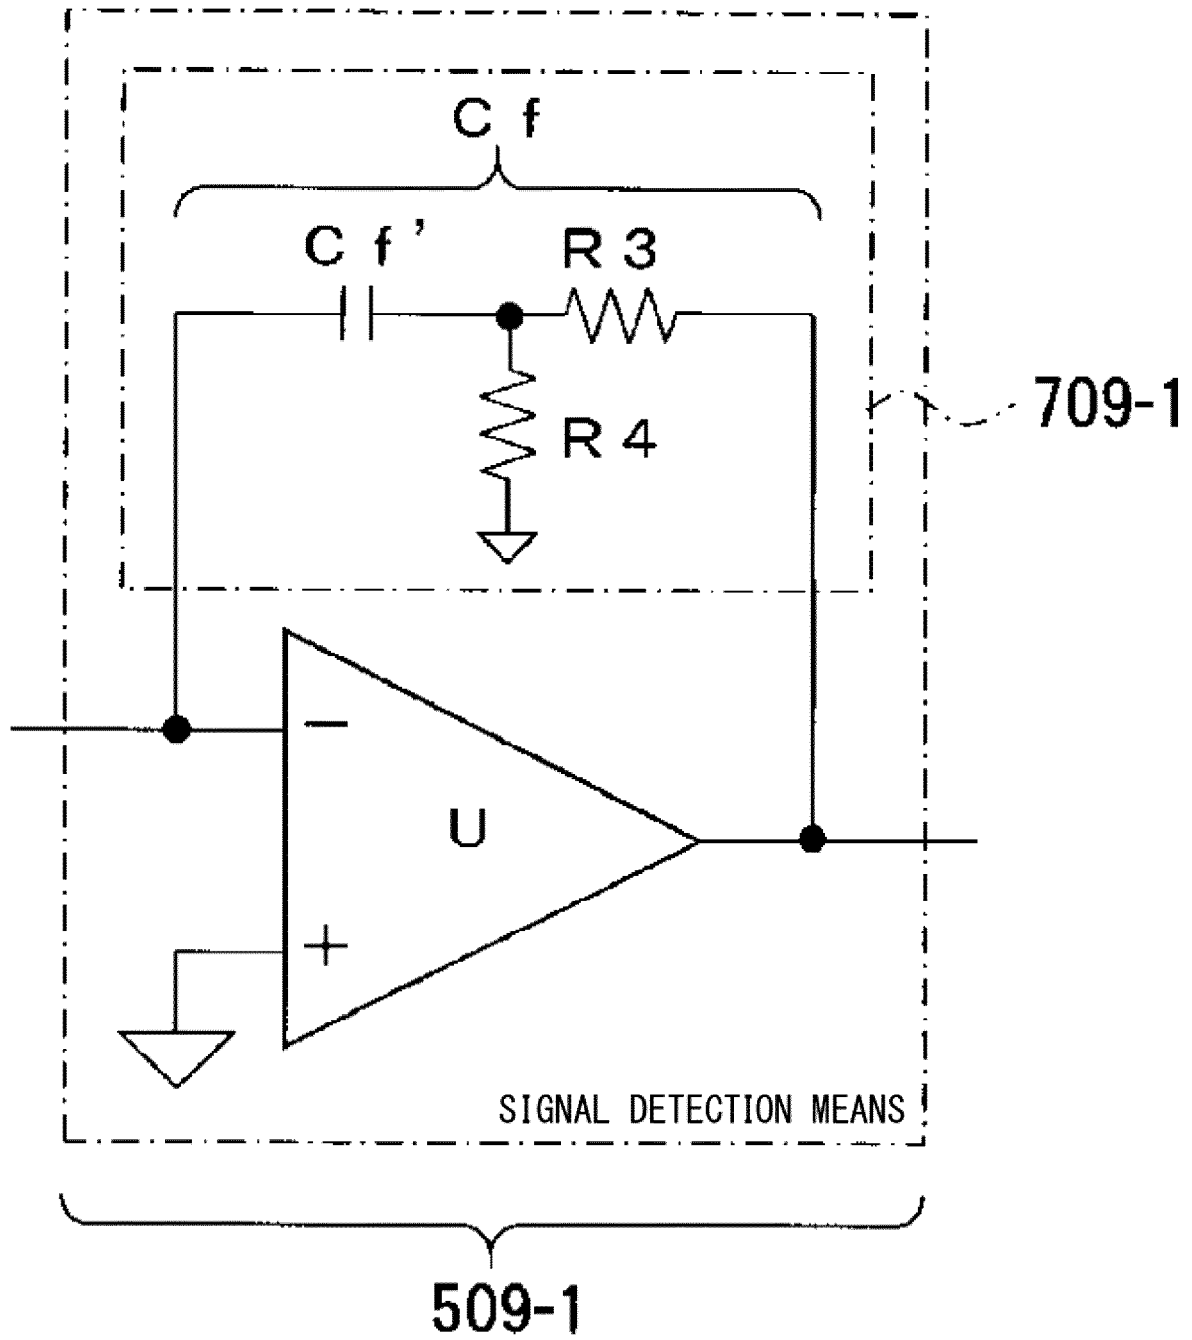 C f
C f'
R 3
R 4
709-1
−
U
+
SIGNAL DETECTION MEANS
509-1